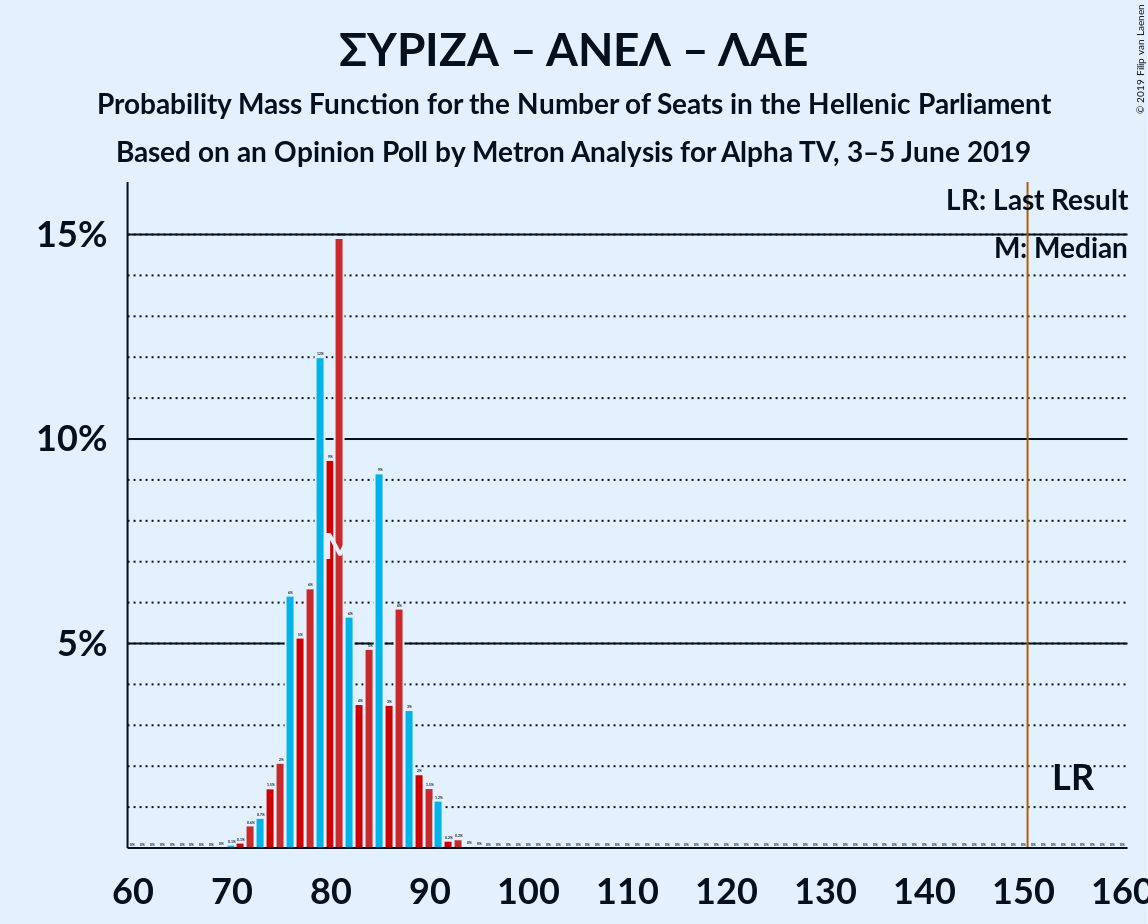 ΣΥΡΙΖΑ – ΑΝΕΛ – ΛΑΕ
Probability Mass Function for the Number of Seats in the Hellenic Parliament
Based on an Opinion Poll by Metron Analysis for Alpha TV, 3–5 June 2019
© 2019 Filip van Laenen
LR: Last Result
M: Median
15%
10%
5%
M
LR
60 70 80 90 100 110 120 130 140 150 160